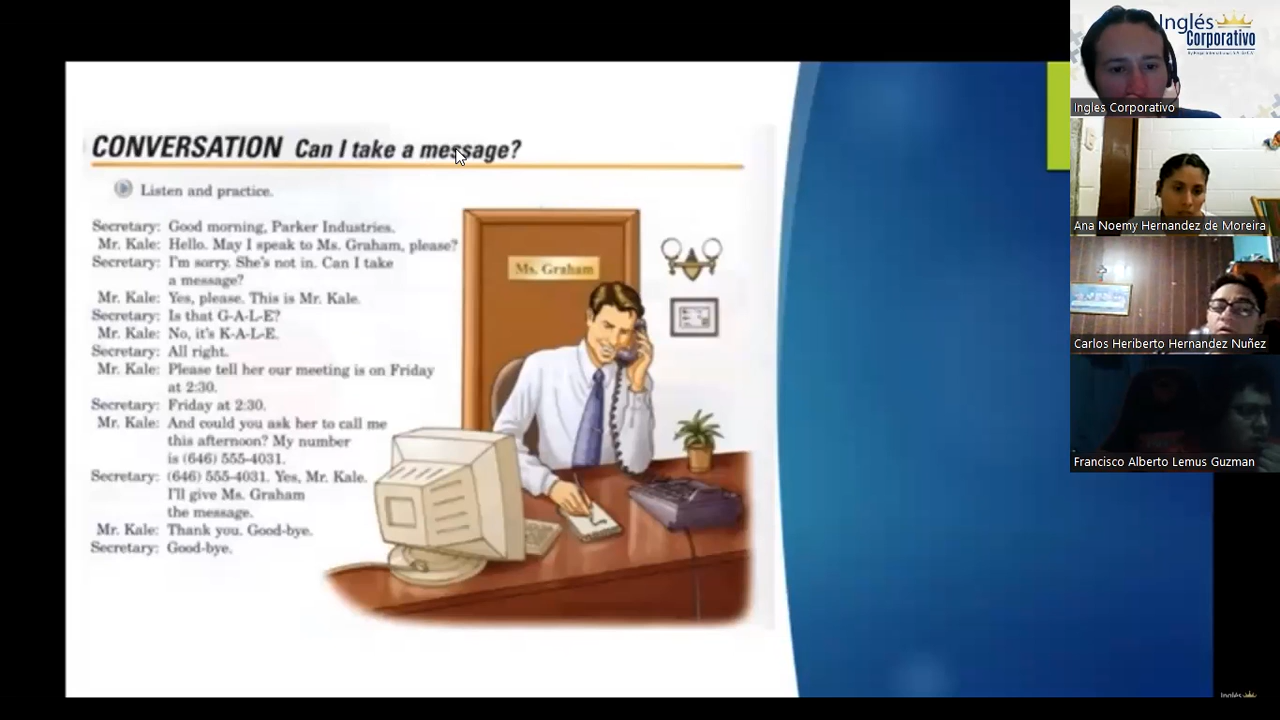 CONVERSATION Can I take a message?
Listen and practice.
Secretary: Good morning, Parker Industries.
Mr. Kale: Hello. May I speak to Ms. Graham, please?
Secretary: I'm sorry. She's not in. Can I take
a message?
Mr. Kale: Yes, please. This is Mr. Kale.
Secretary: Is that G-A-L-E?
Mr. Kale: No, it's K-A-L-E.
Secretary: All right.
Mr. Kale: Please tell her our meeting is on Friday
at 2:30.
Secretary: Friday at 2:30.
Mr. Kale: And could you ask her to call me
this afternoon? My number
is (646) 555-4031.
Secretary: (646) 555-4031. Yes, Mr. Kale.
I'll give Ms. Graham
the message.
Mr. Kale: Thank you. Good-bye.
Secretary: Good-bye.
Ms. Graham
Inglés
Corporativo
Ingles Corporativo
Ana Noemy Hernandez de Moreira
Carlos Heriberto Hernandez Nuñez
Francisco Alberto Lemus Guzman
Inglés